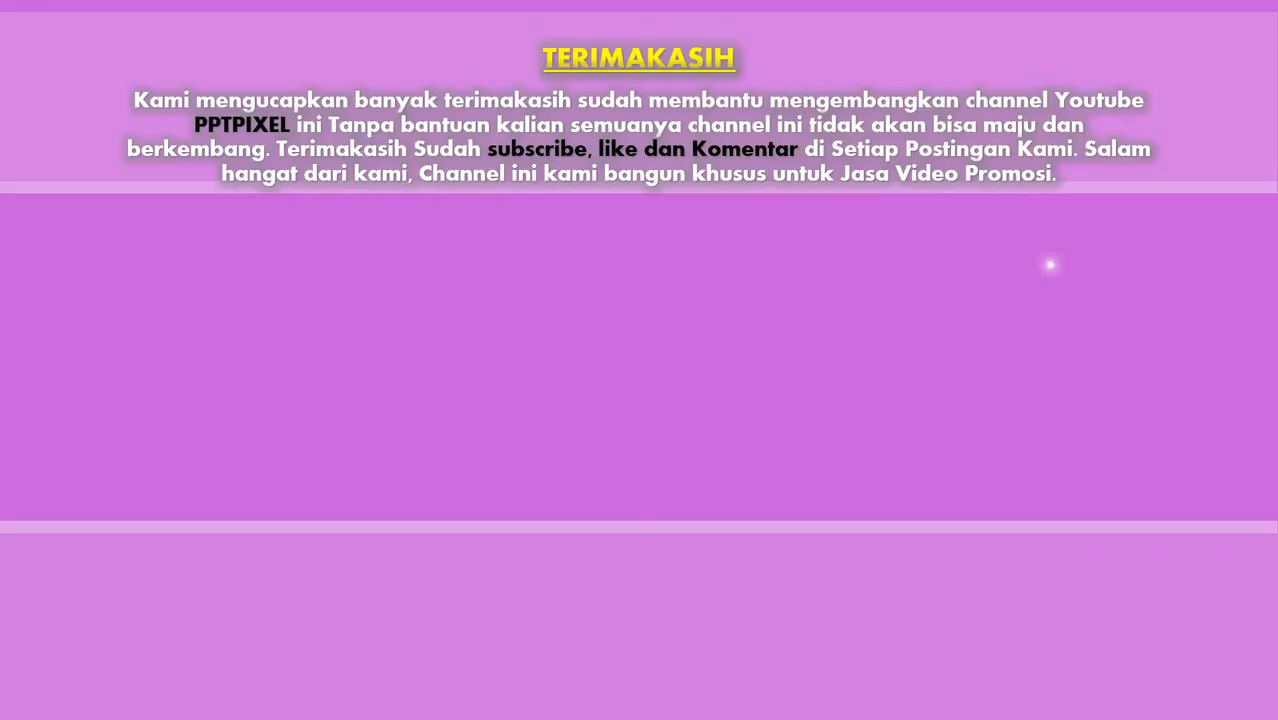 TERIMAKASIH
Kami mengucapkan banyak terimakasih sudah membantu mengembangkan channel Youtube
PPTPIXEL ini Tanpa bantuan kalian semuanya channel ini tidak akan bisa maju dan
berkembang. Terimakasih Sudah subscribe, like dan Komentar di Setiap Postingan Kami. Salam
hangat dari kami, Channel ini kami bangun khusus untuk Jasa Video Promosi.